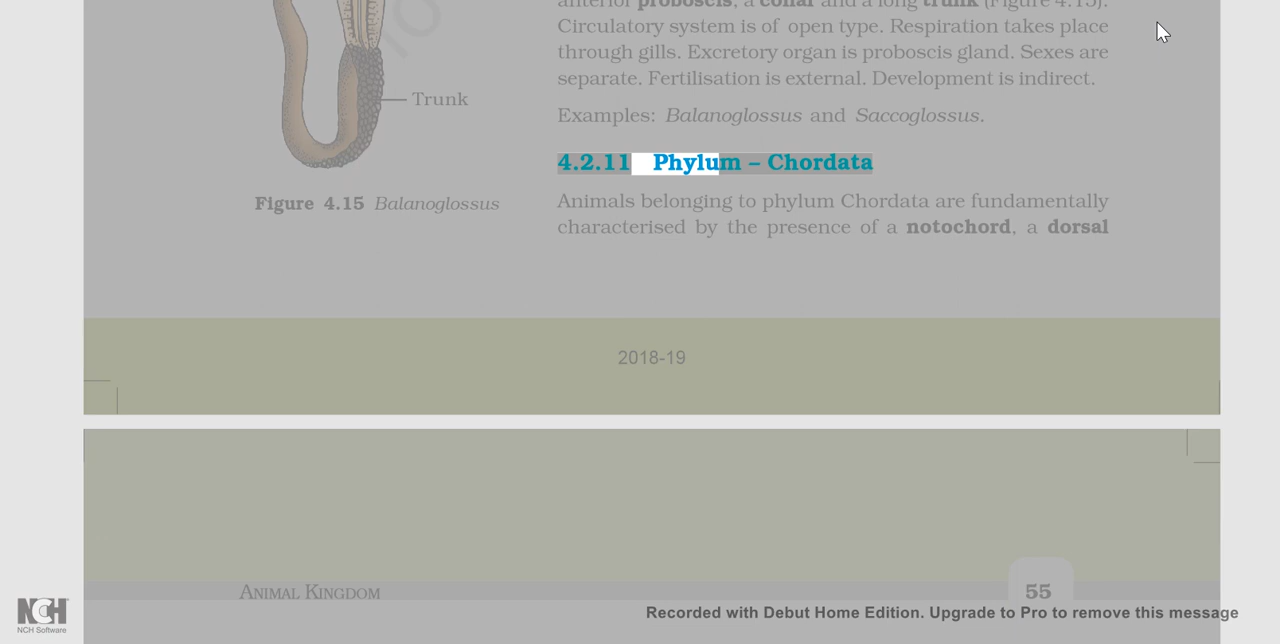 anterior proboscis, a collar and a long trunk (Figure 4.15).
Circulatory system is of open type. Respiration takes place
through gills. Excretory organ is proboscis gland. Sexes are
separate. Fertilisation is external. Development is indirect.
Trunk
Examples: Balanoglossus and Saccoglossus.
4.2.11 Phylum – Chordata
Figure 4.15 Balanoglossus
Animals belonging to phylum Chordata are fundamentally
characterised by the presence of a notochord, a dorsal
2018-19
ANIMAL KINGDOM
55
NCH
NCH Software
Recorded with Debut Home Edition. Upgrade to Pro to remove this message